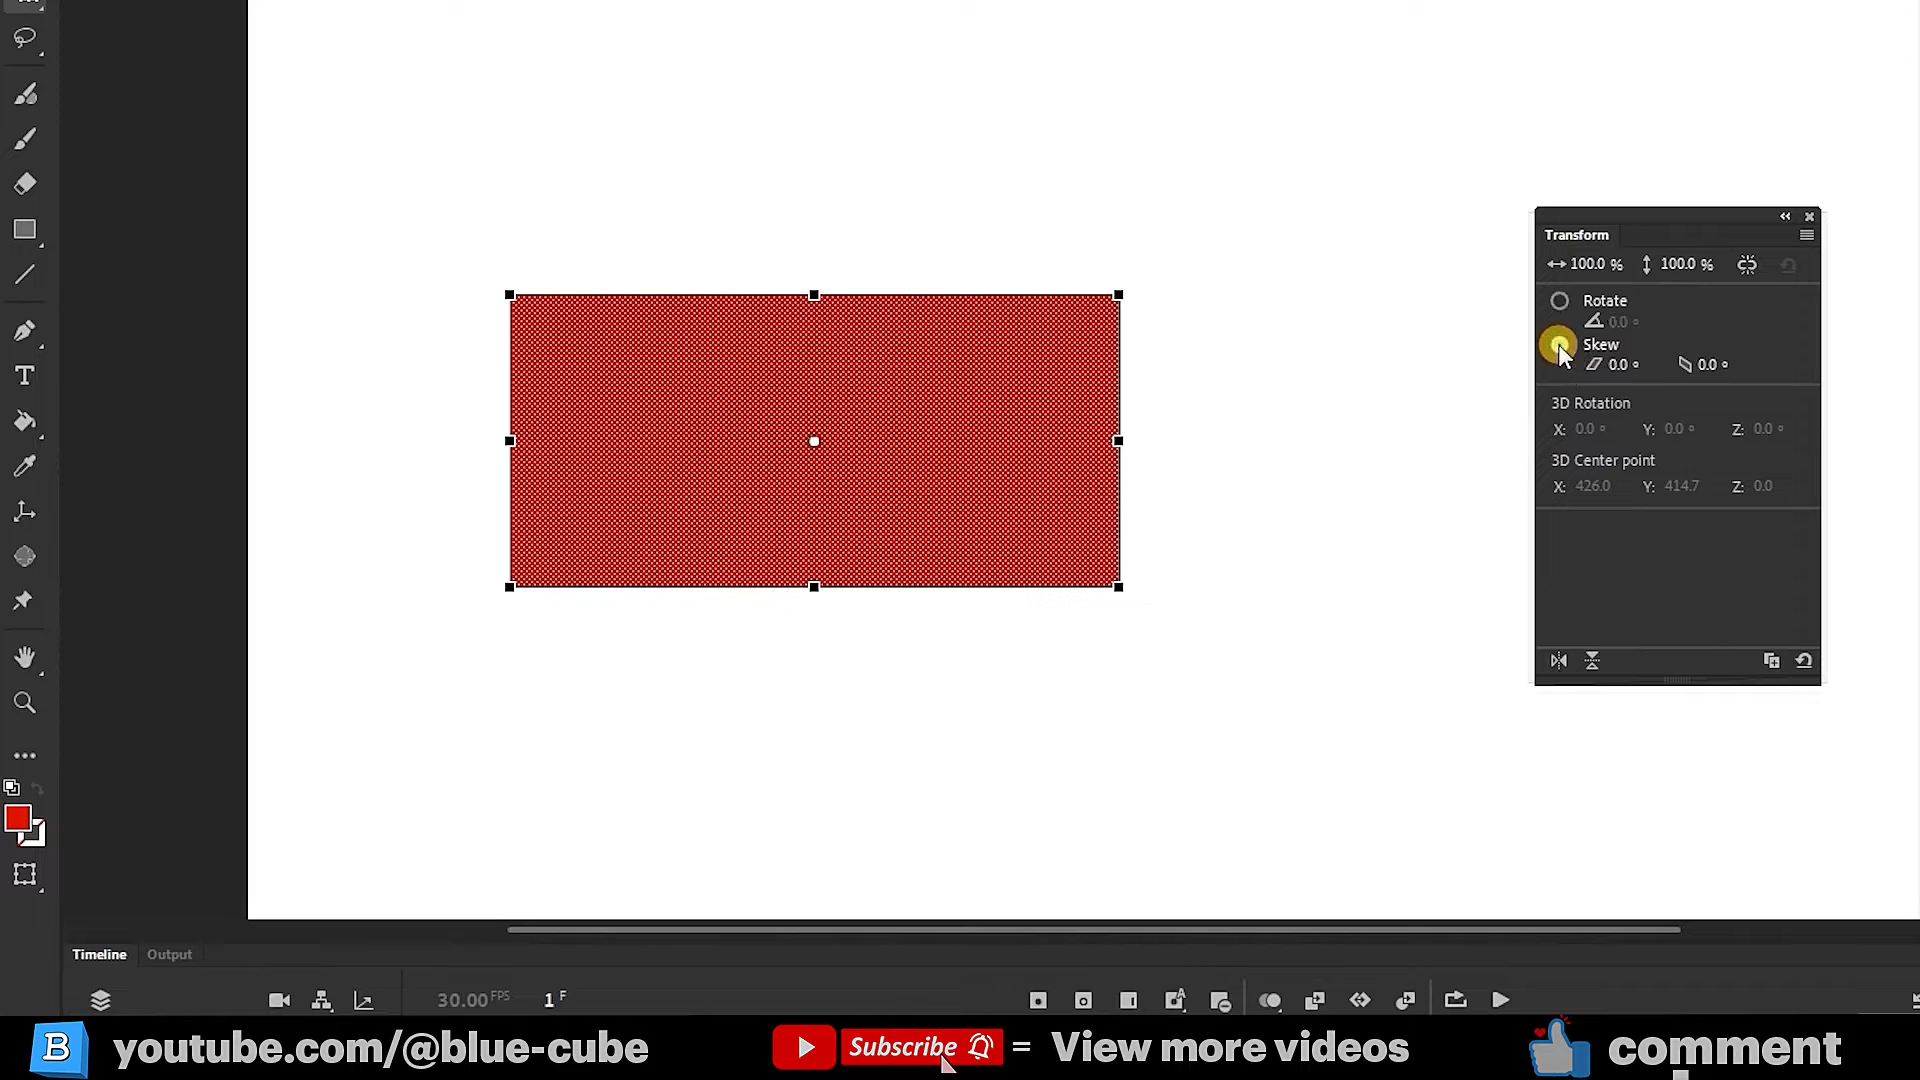 Transform
100.0 % 100.0 %
Rotate
0.0 °
Skew
0.0 ° 0.0 °
3D Rotation
X: 0.0 ° Y: 0.0 ° Z: 0.0 °
3D Center point
X: 426.0 Y: 414.7 Z: 0.0
T
Timeline Output
30.00 FPS 1 F
B youtube.com/@blue-cube Subscribe = View more videos comment